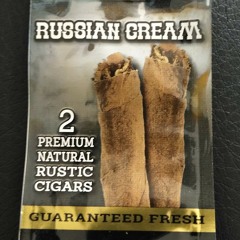 RUSSIAN CREAM
2
PREMIUM
NATURAL
RUSTIC
CIGARS
GUARANTEED FRESH